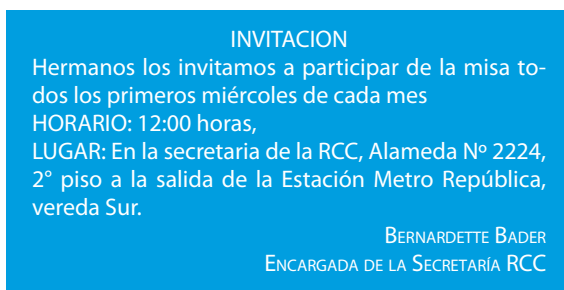 INVITACION
Hermanos los invitamos a participar de la misa to-
dos los primeros miércoles de cada mes
HORARIO: 12:00 horas,
LUGAR: En la secretaria de la RCC, Alameda Nº 2224,
2° piso a la salida de la Estación Metro República,
vereda Sur.
Bernardette Bader
Encargada de la Secretaría RCC